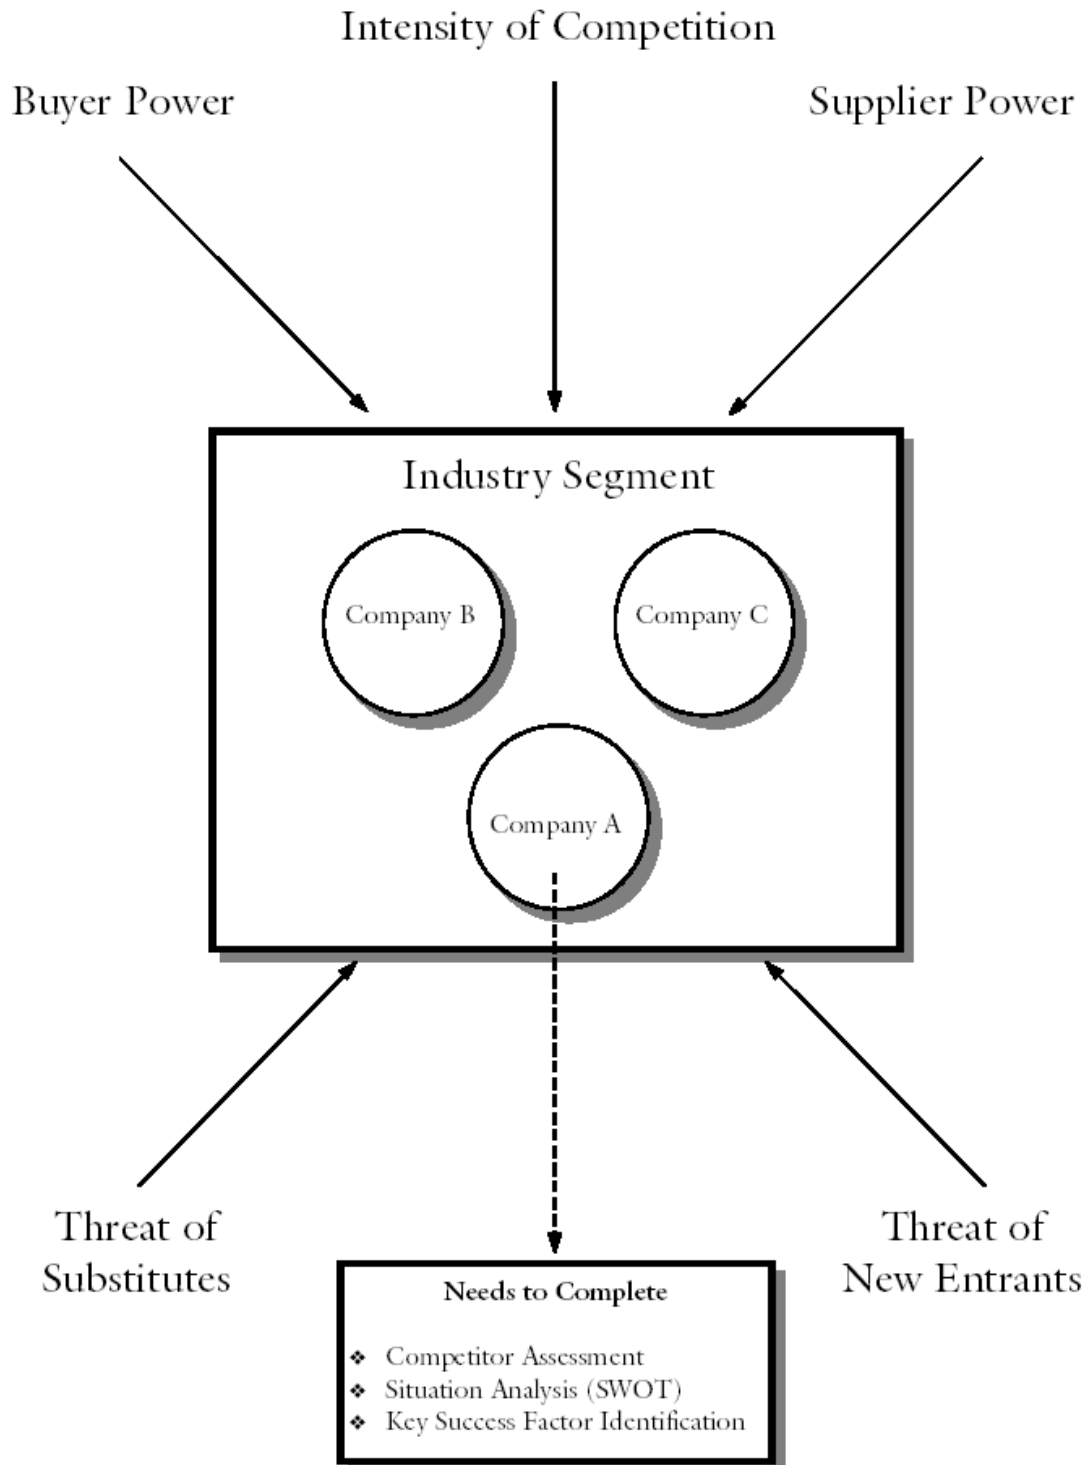 Intensity of Competition
Buyer Power
Supplier Power
Industry Segment
Company B
Company C
Company A
Threat of
Substitutes
Threat of
New Entrants
Needs to Complete
❖ Competitor Assessment
❖ Situation Analysis (SWOT)
❖ Key Success Factor Identification